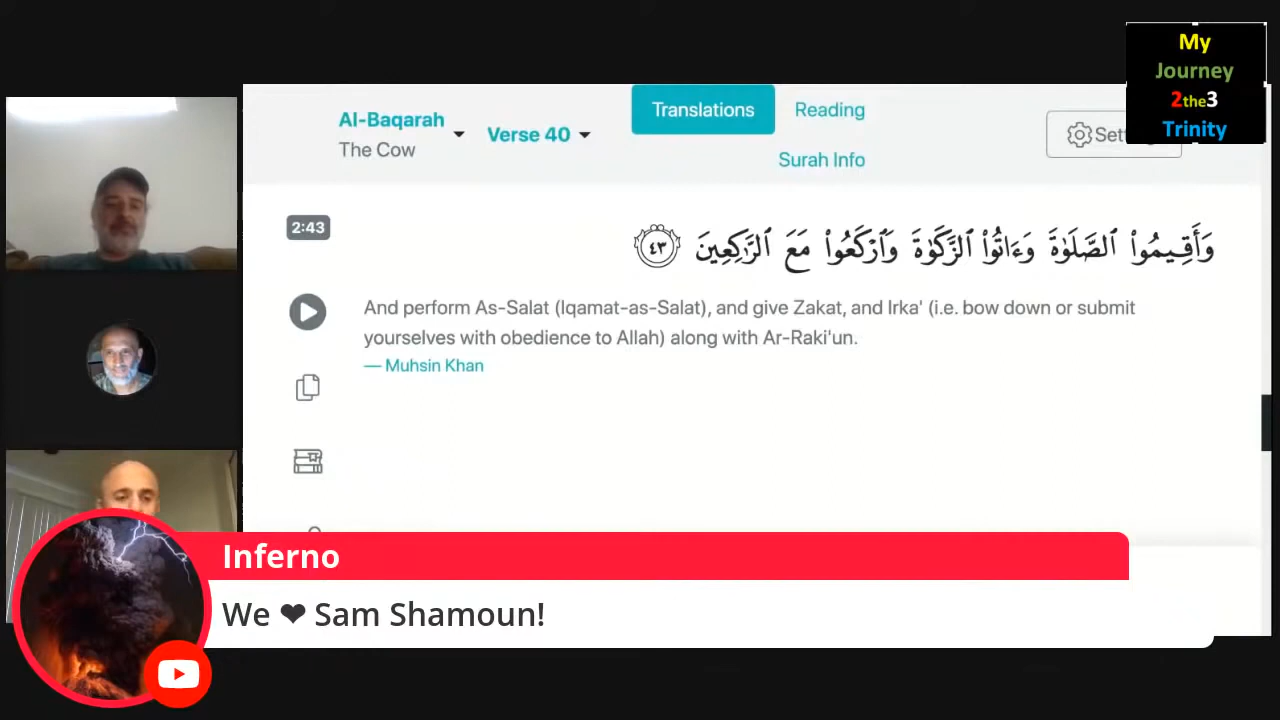 My
Journey
2the3
Trinity
Al-Baqarah
The Cow
Verse 40
Translations
Reading
Surah Info
2:43
وَأَقِيمُوا۟ ٱلصَّلَوٰةَ وَءَاتُوا۟ ٱلزَّكَوٰةَ وَٱرْكَعُوا۟ مَعَ ٱلرَّٰكِعِينَ ٤٣
And perform As-Salat (Iqamat-as-Salat), and give Zakat, and Irka' (i.e. bow down or submit
yourselves with obedience to Allah) along with Ar-Raki'un.
— Muhsin Khan
Inferno
We ❤ Sam Shamoun!